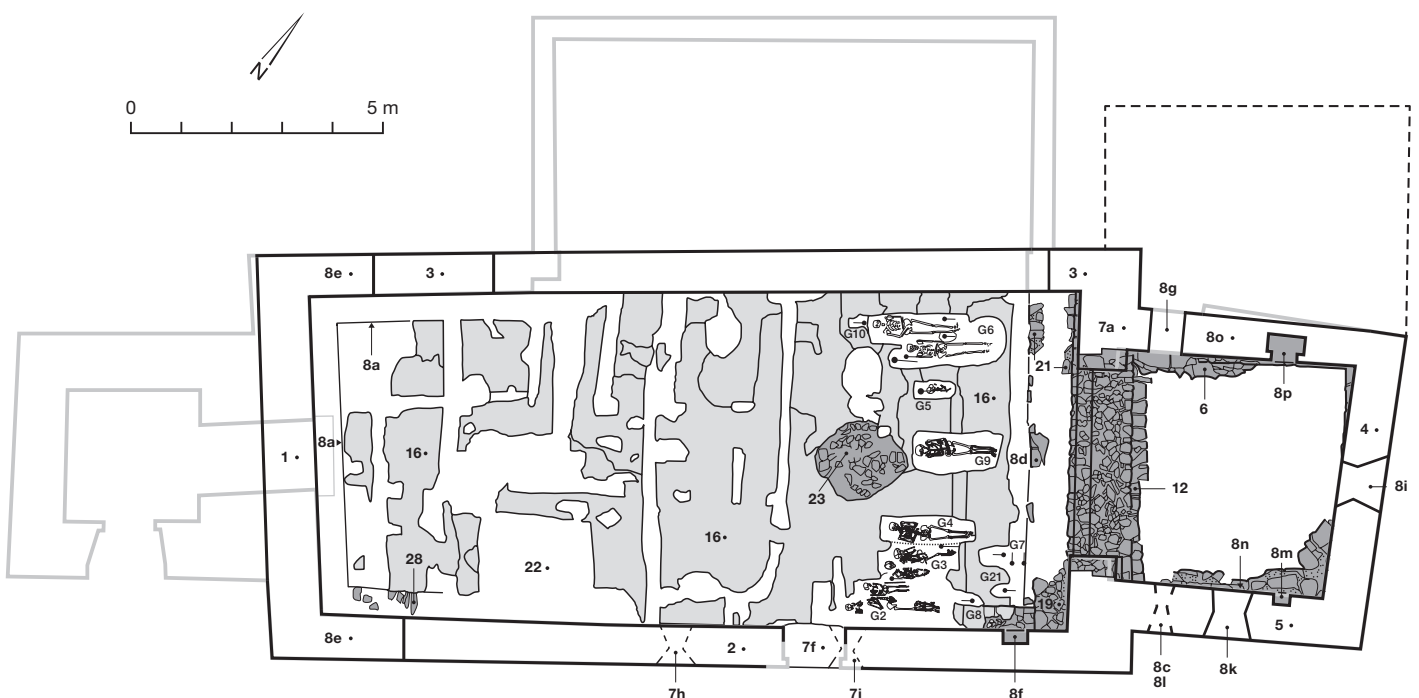 N
0 5 m
8e 3 3
8g
7a 8o
G10 G6
8a 21
6 8p
G5 16
8a 4
1 16 G9 8d
8i
23 12
G4
16 G7
28 22 G3 G21 8n 8m
G2 G8 19
8e 2 7f 5
7h 7i 8f 8c 8k
8l